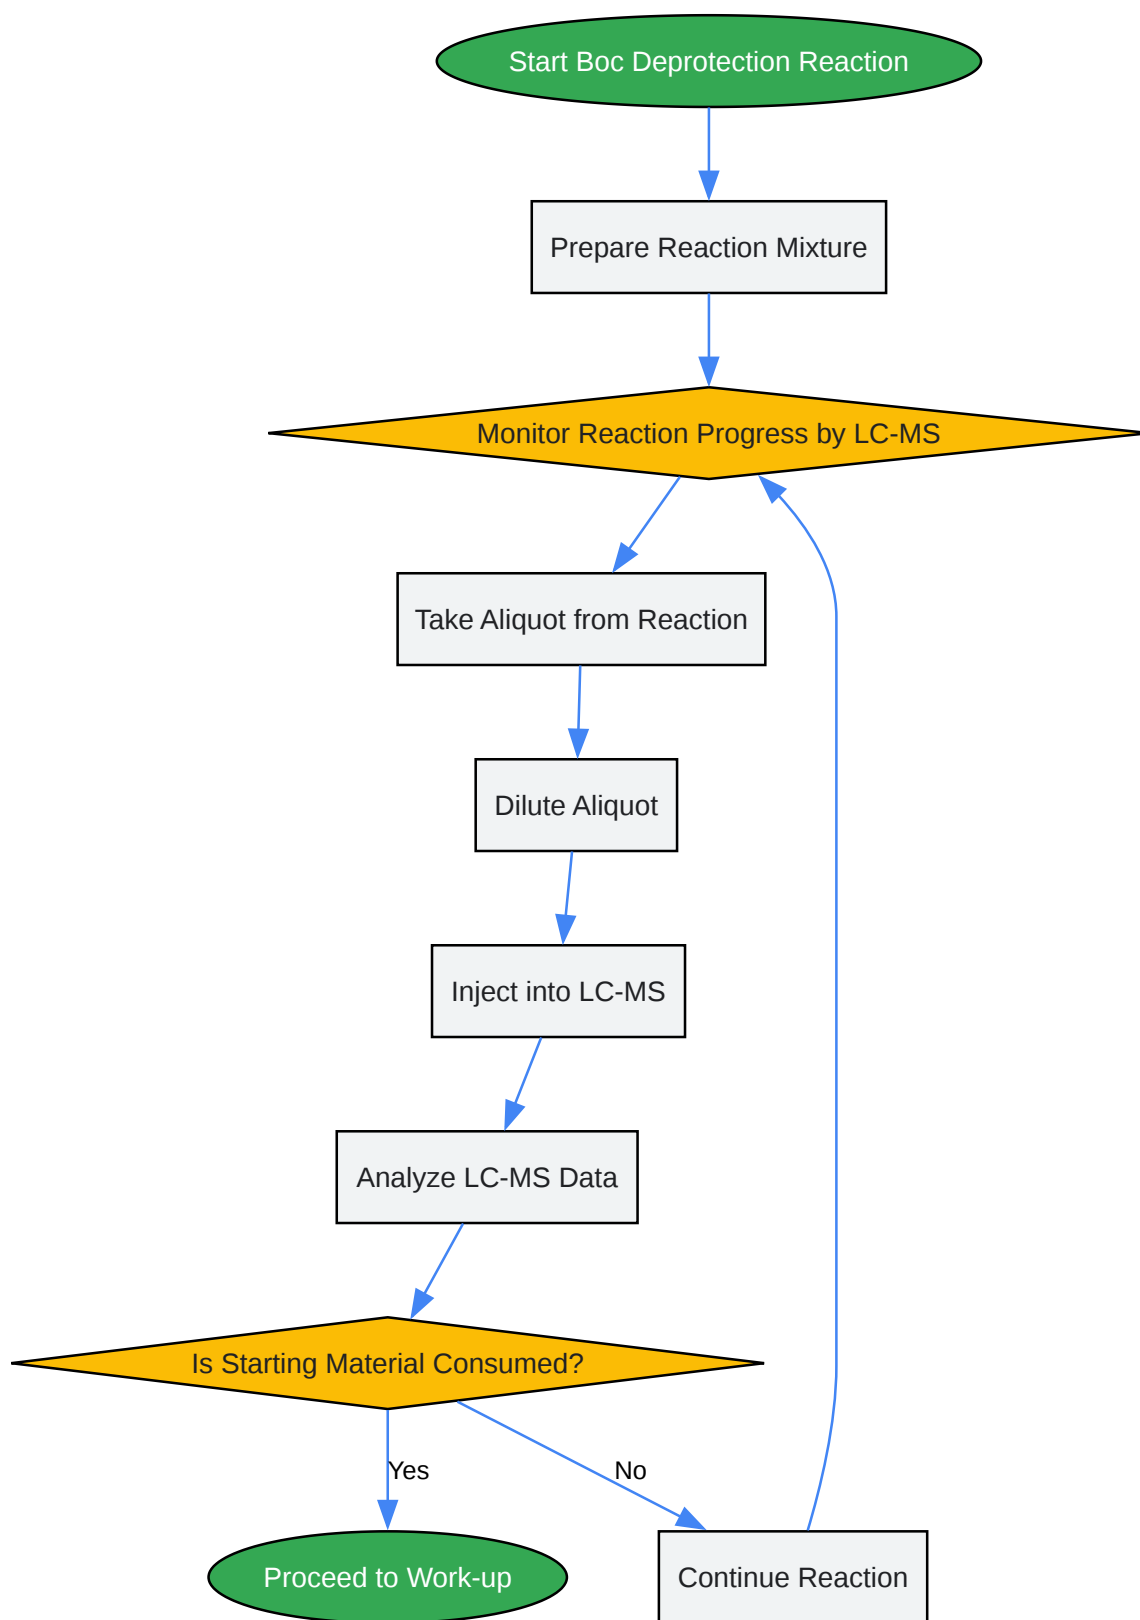 Start Boc Deprotection Reaction
Prepare Reaction Mixture
Monitor Reaction Progress by LC-MS
Take Aliquot from Reaction
Dilute Aliquot
Inject into LC-MS
Analyze LC-MS Data
Is Starting Material Consumed?
Yes
No
Proceed to Work-up
Continue Reaction